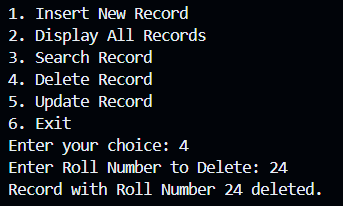 1. Insert New Record
2. Display All Records
3. Search Record
4. Delete Record
5. Update Record
6. Exit
Enter your choice: 4
Enter Roll Number to Delete: 24
Record with Roll Number 24 deleted.